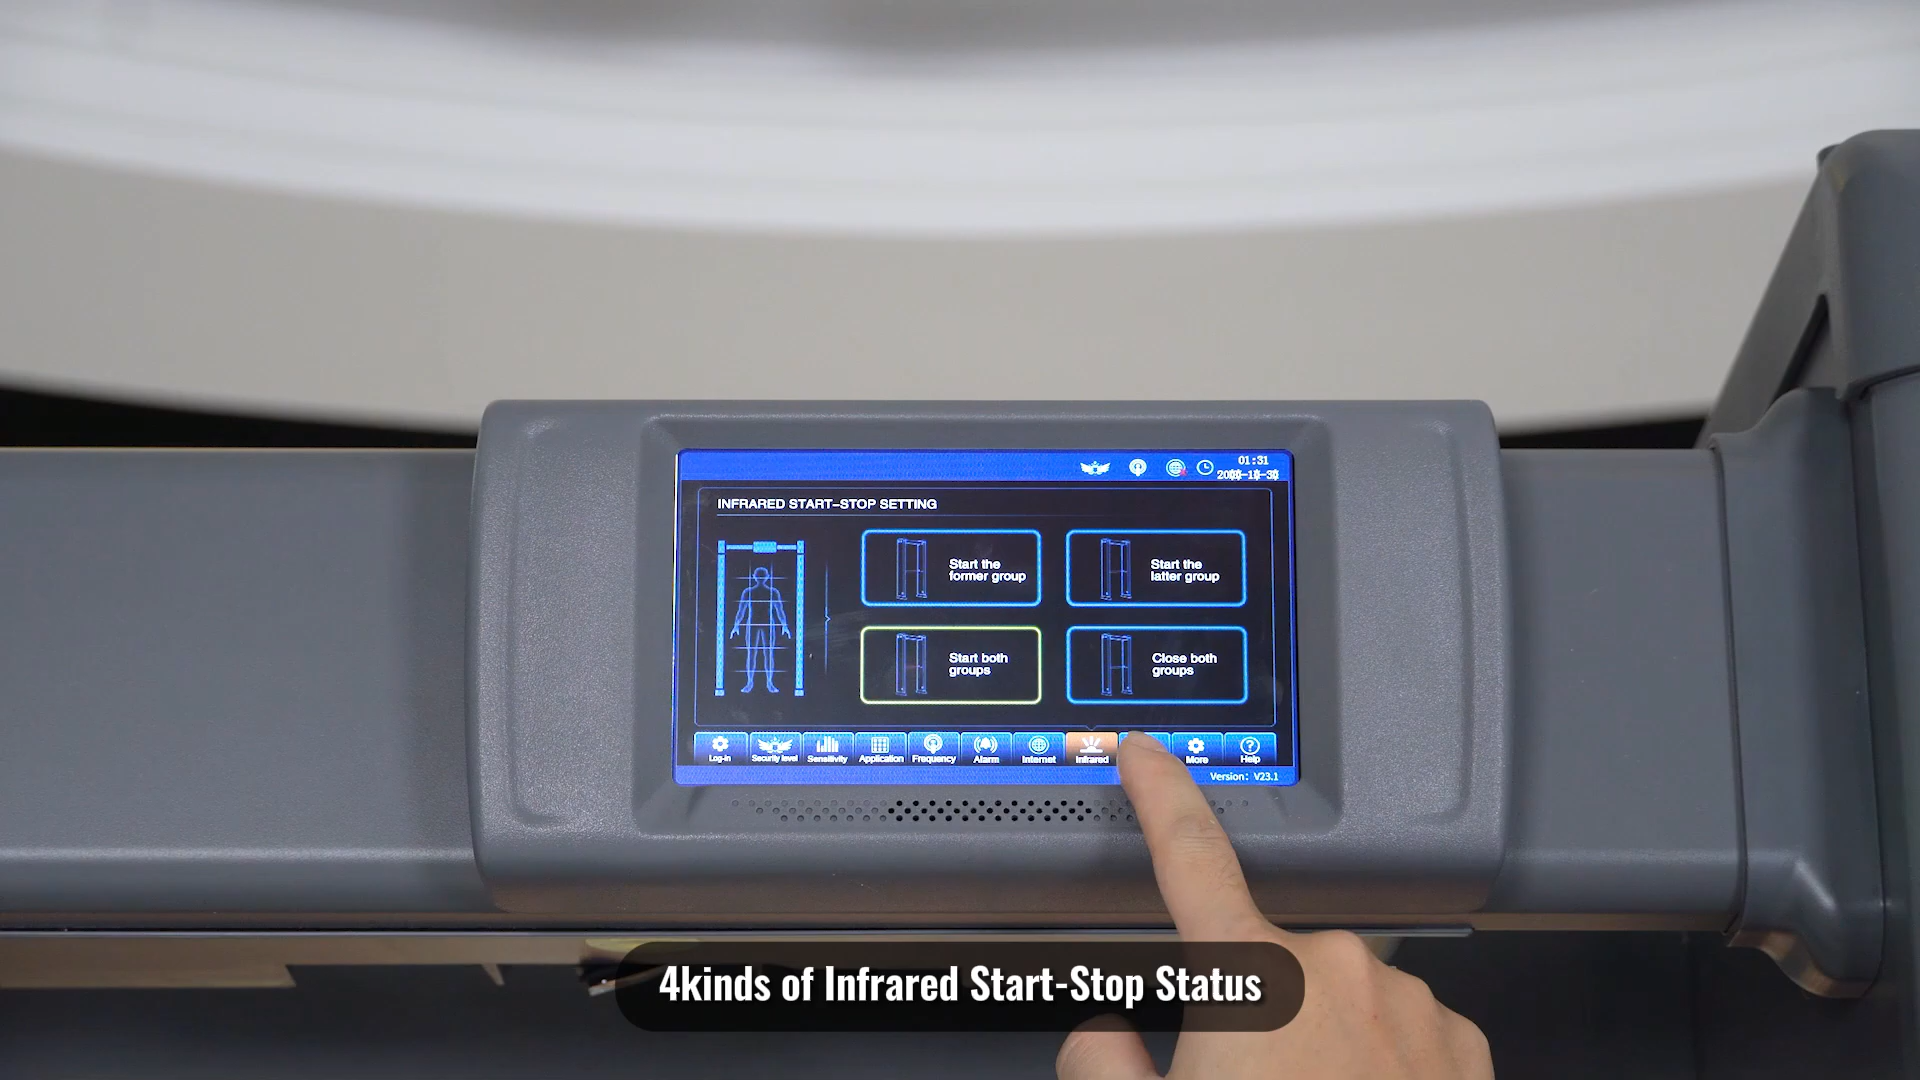 01:31
INFRARED START-STOP SETTING
Start the
former group
Start the
latter group
Start both
groups
Close both
groups
Log-in
Security level
Sensitivity
Application
Frequency
Alarm
Internet
Infrared
More
Help
Version: V23.1
4kinds of Infrared Start-Stop Status